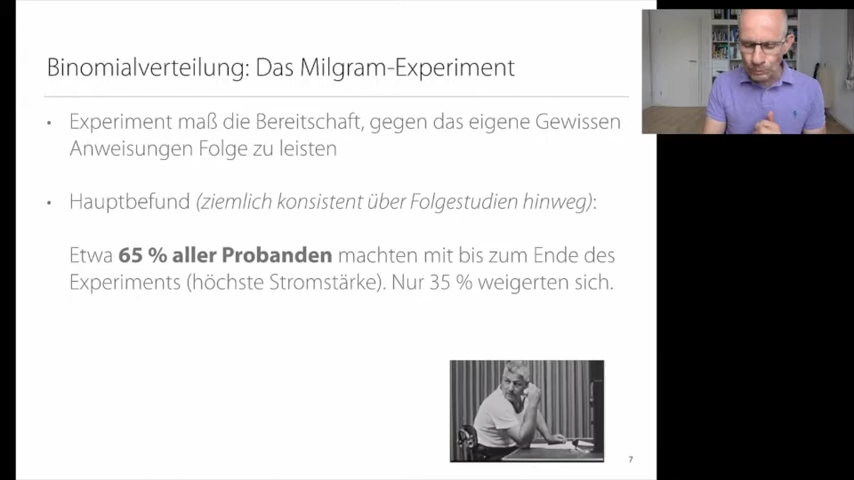 Binomialverteilung: Das Milgram-Experiment
• Experiment maß die Bereitschaft, gegen das eigene Gewissen
Anweisungen Folge zu leisten
• Hauptbefund (ziemlich konsistent über Folgestudien hinweg):
Etwa 65 % aller Probanden machten mit bis zum Ende des
Experiments (höchste Stromstärke). Nur 35 % weigerten sich.
7